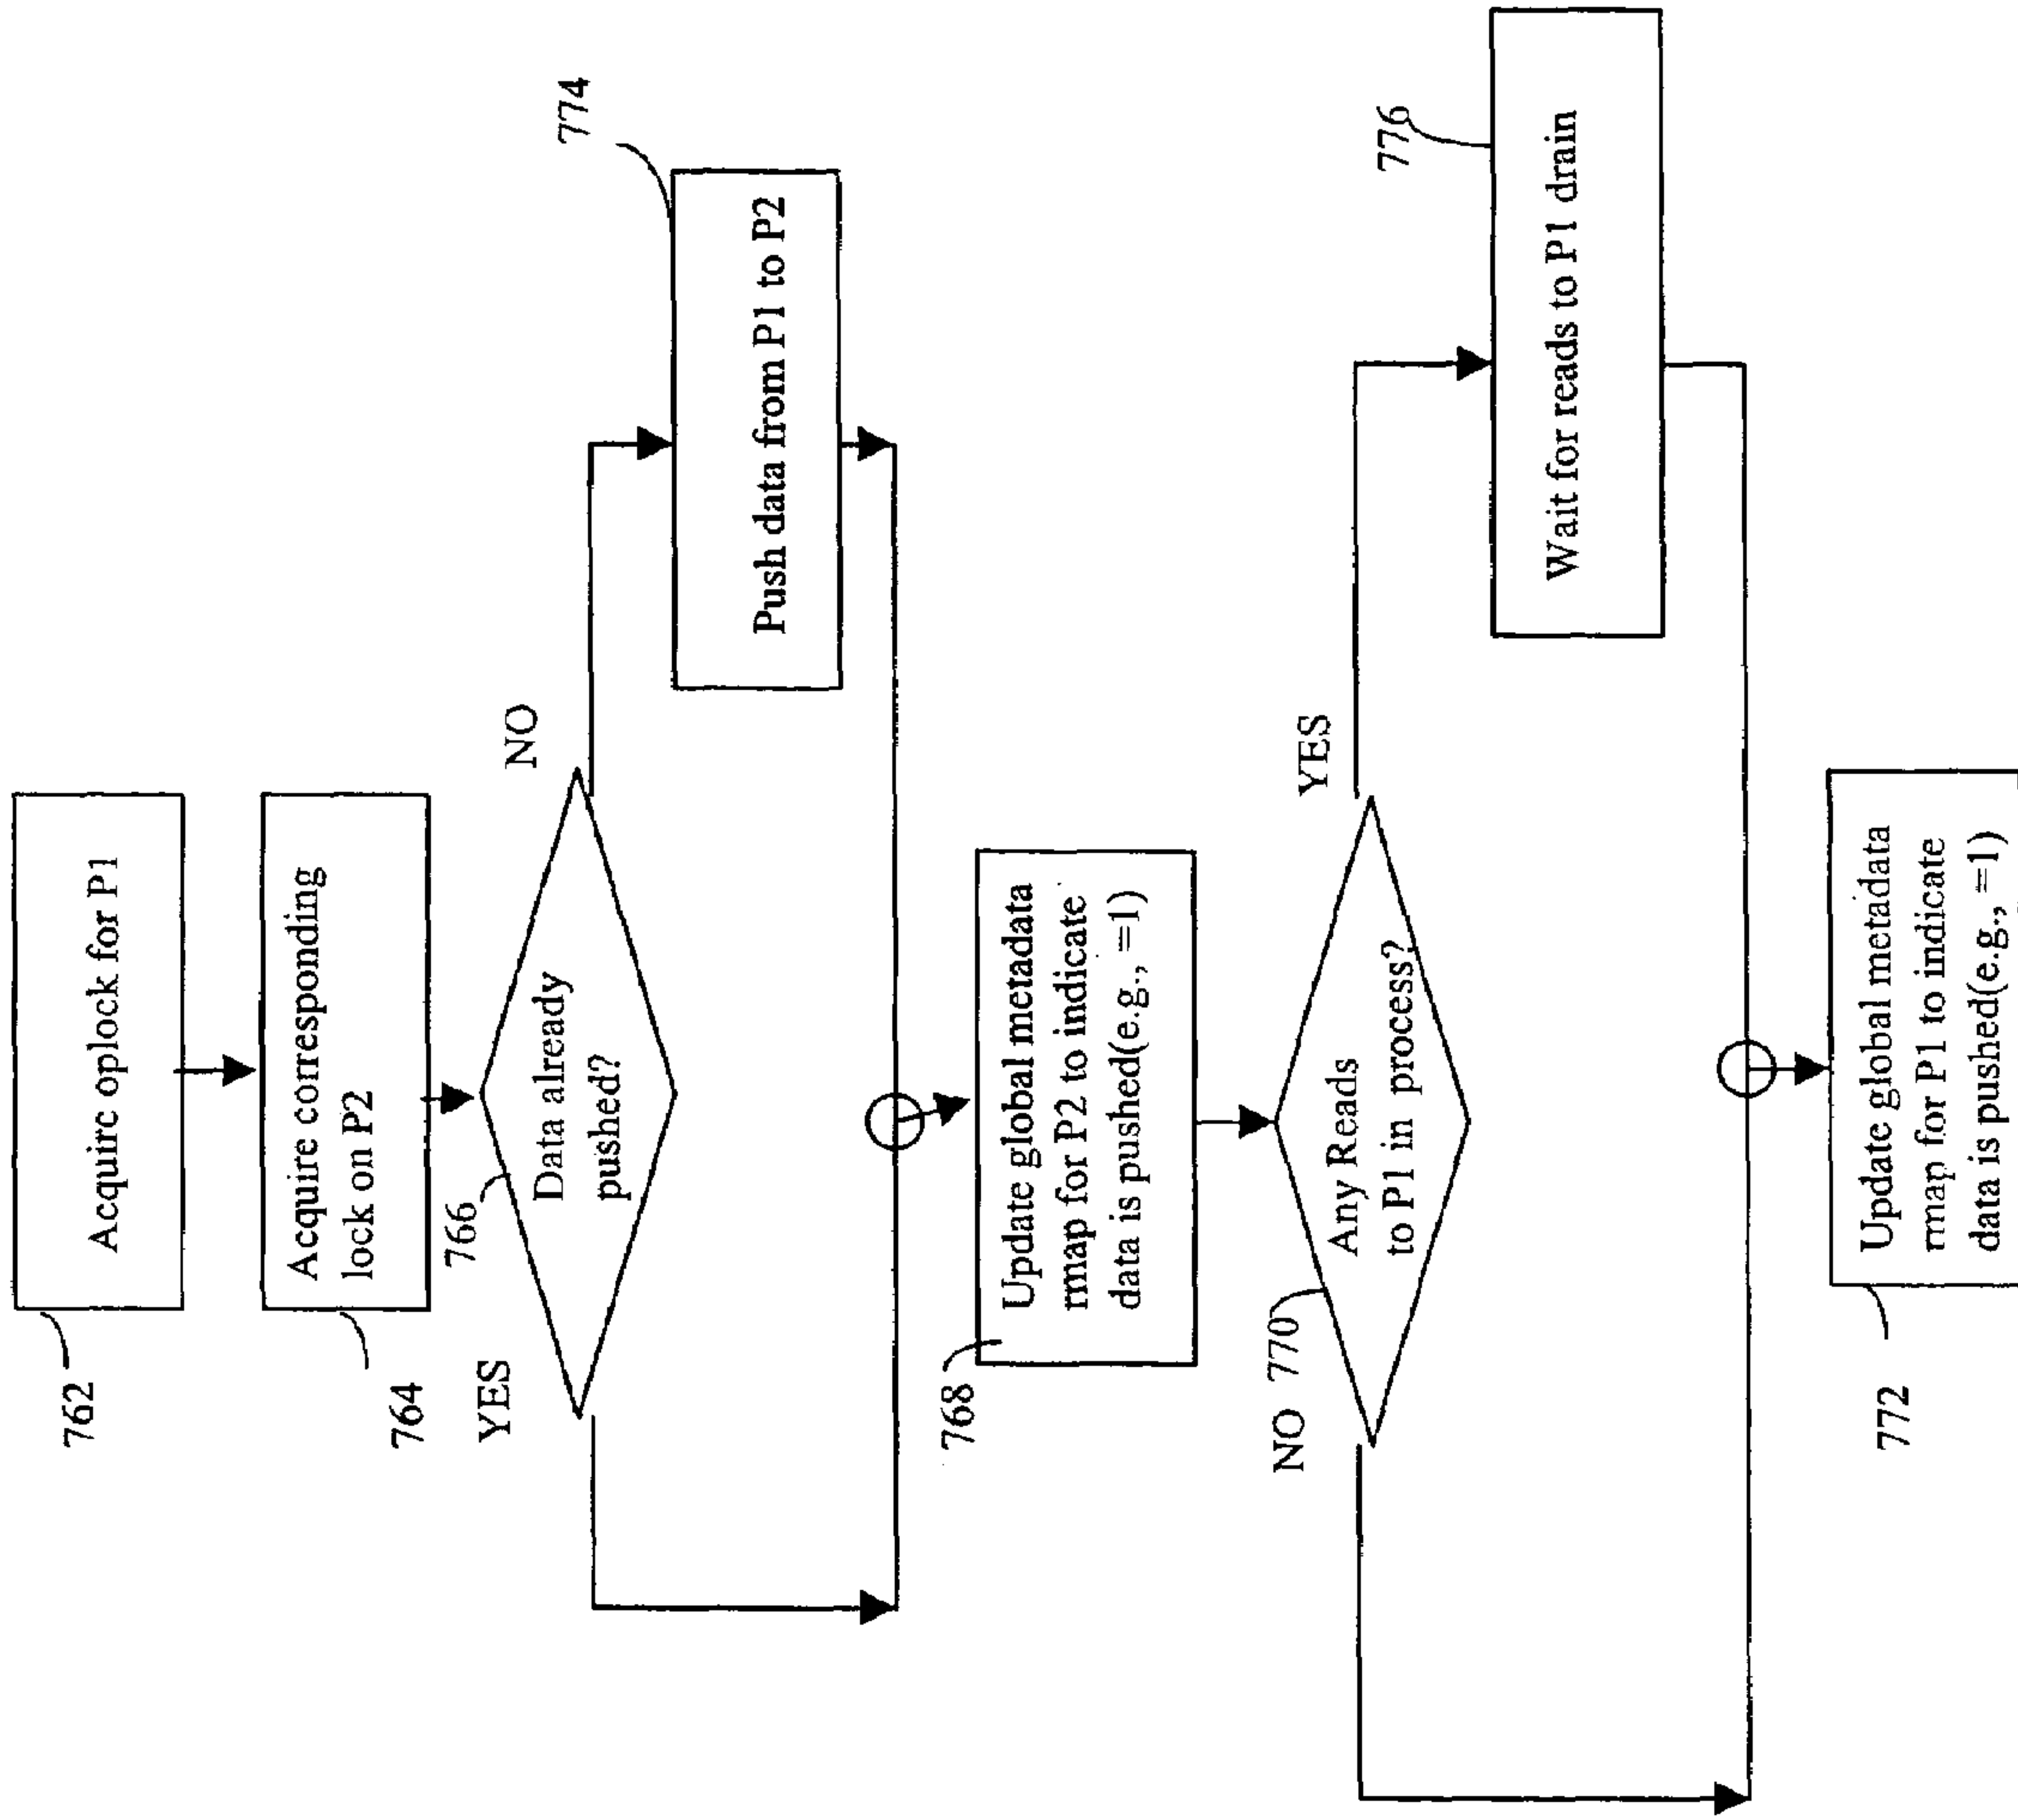 762
Acquire oplock for P1
764
Acquire corresponding
lock on P2
YES
766
NO
Data already
pushed?
774
Push data from P1 to P2
768
Update global metadata
rmap for P2 to indicate
data is pushed(e.g., =1)
NO 770
YES
Any Reads
to P1 in process?
776
Wait for reads to P1 drain
772
Update global metadata
rmap for P1 to indicate
data is pushed(e.g., =1)